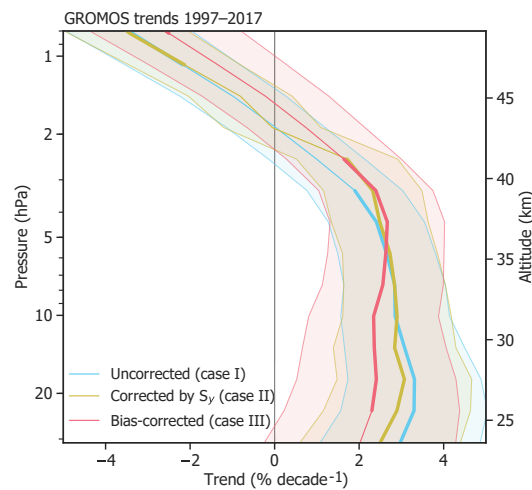 GROMOS trends 1997–2017
Pressure (hPa)
1
2
5
10
20
Altitude (km)
45
40
35
30
25
Uncorrected (case I)
Corrected by Sy (case II)
Bias-corrected (case III)
−4
−2
0
2
4
Trend (% decade-1)